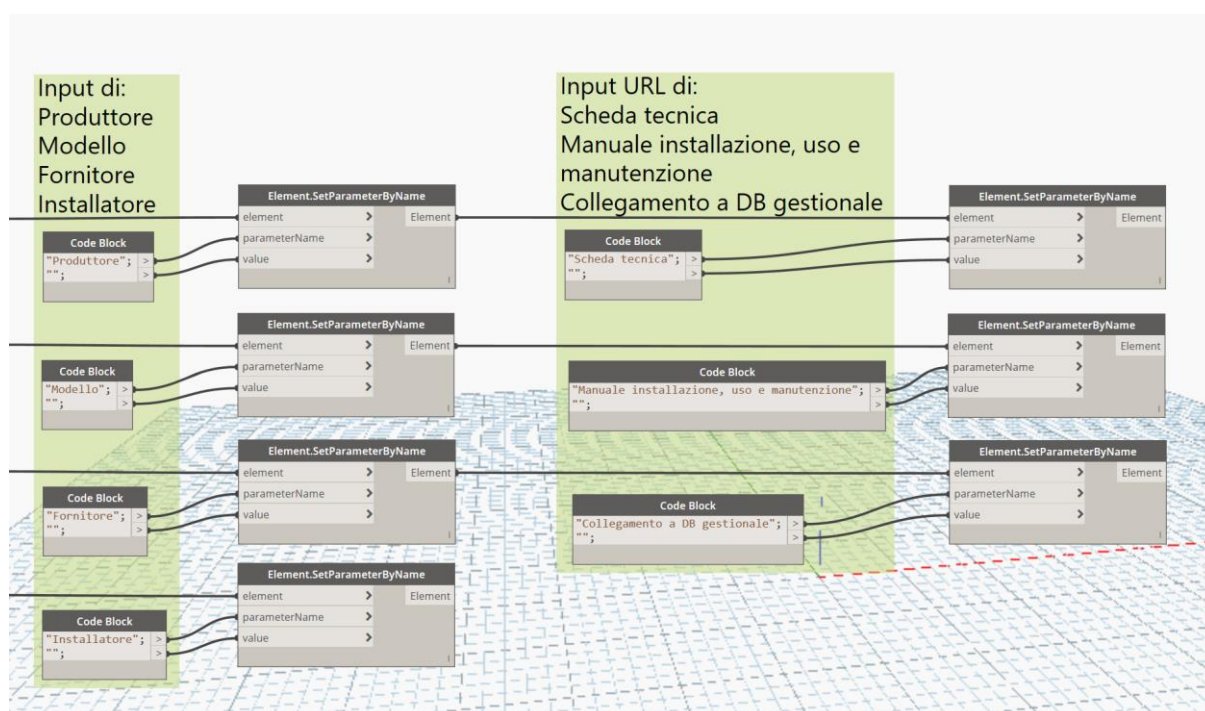 Input di:
Produttore
Modello
Fornitore
Installatore
Element.SetParameterByName
element > Element
parameterName >
value >
Code Block
"Produttore"; >
""; >
Element.SetParameterByName
element > Element
parameterName >
value >
Code Block
"Modello"; >
""; >
Element.SetParameterByName
element > Element
parameterName >
value >
Code Block
"Fornitore"; >
""; >
Element.SetParameterByName
element > Element
parameterName >
value >
Code Block
"Installatore"; >
""; >
Input URL di:
Scheda tecnica
Manuale installazione, uso e
manutenzione
Collegamento a DB gestionale
Element.SetParameterByName
element > Element
parameterName >
value >
Code Block
"Scheda tecnica"; >
""; >
Element.SetParameterByName
element > Element
parameterName >
value >
Code Block
"Manuale installazione, uso e manutenzione"; >
""; >
Element.SetParameterByName
element > Element
parameterName >
value >
Code Block
"Collegamento a DB gestionale"; >
""; >